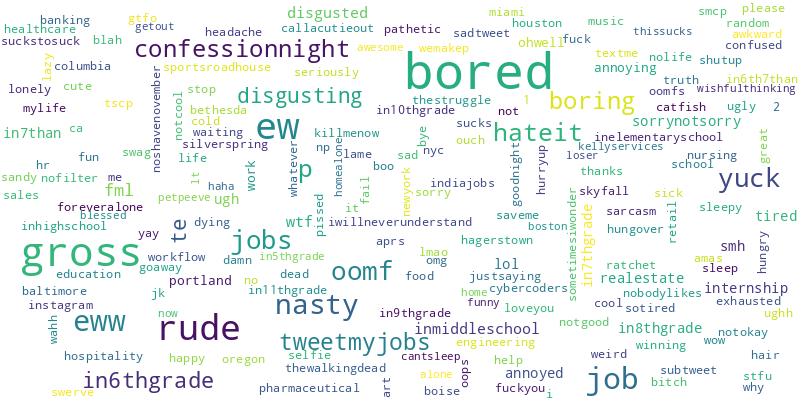 banking
gtfo
disgusted
miami
smcp
please
healthcare
getout
headache
callacutieout
pathetic
houston
music
random
suckstosuck
blah
confessionnight
sadtweet
ohwell
fuck
thissucks
awkward
lazy
columbia
sportsroadhouse
awesome
wemakep
textme
nolife
shutup
confused
lonely
cute
seriously
bored
annoying
truth
in6th7than
mylife
tscp
noshavenovember
notcool
stop
disgusting
thestruggle
1
boring
oomfs
catfish
wishfulthinking
bethesda
in10thgrade
not
ugly
2
in7than
ca
cold
ew
killmenow
bye
sucks
ouch
hateit
sorrynotsorry
waiting
silverspring
inelementaryschool
great
hr
fun
swag
life
whatever
np
homealone
lame
boo
sad
nyc
goodnight
hurryup
loser
kellyservices
school
nursing
sandy
nofilter
me
lt
work
p
fail
newyork
indiajobs
thanks
yuck
sales
fml
haha
petpeeve
ugh
it
sorry
skyfall
sick
foreveralone
blessed
dying
pissed
iwillneverunderstand
saveme
sometimesiwonder
in7thgrade
sarcasm
retail
sleepy
tired
inhighschool
yay
te
wtf
boston
hungover
gross
workflow
damn
jobs
in5thgrade
aprs
lmao
hagerstown
smh
hungry
education
goaway
dead
oomf
omg
lol
justsaying
ratchet
amas
sleep
baltimore
portland
no
in11thgrade
food
cybercoders
realestate
internship
instagram
jk
nasty
home
funny
loveyou
cool
nobodylikes
exhausted
eww
now
rude
in9thgrade
inmiddleschool
notgood
sotired
in8thgrade
ughh
wahh
tweetmyjobs
engineering
winning
wow
notokay
hospitality
happy
oregon
selfie
cantsleep
oops
help
weird
hair
in6thgrade
thewalkingdead
alone
annoyed
job
subtweet
stfu
swerve
pharmaceutical
art
boise
fuckyou
i
bitch
why